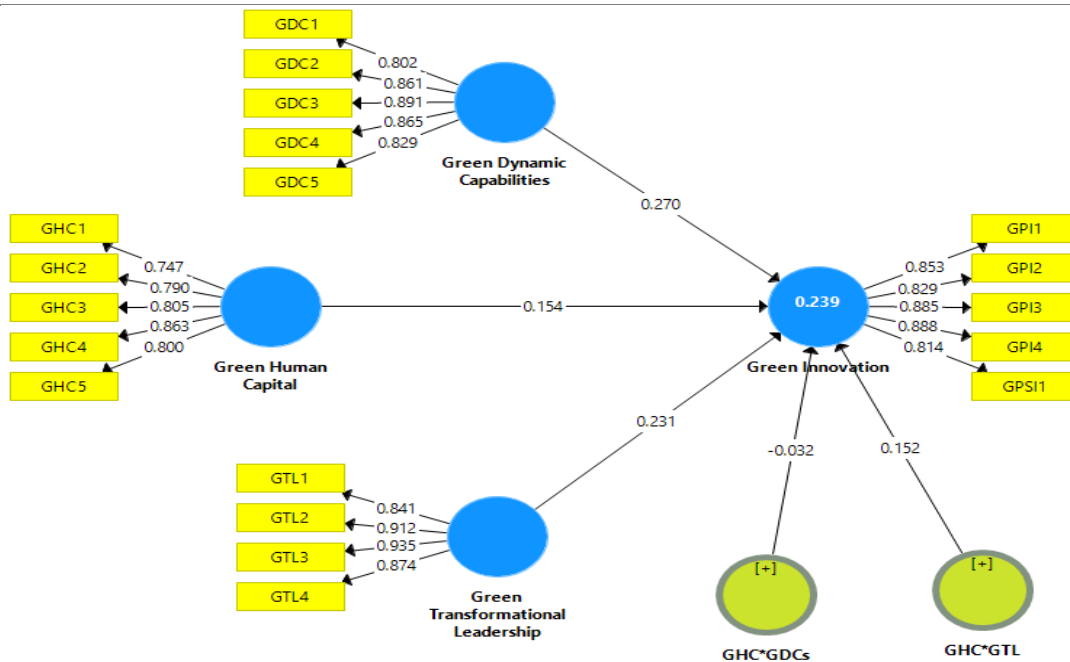 GDC1
GDC2
GDC3
GDC4
GDC5
0.802
0.861
0.891
0.865
0.829
Green Dynamic
Capabilities
0.270
GHC1
GHC2
GHC3
GHC4
GHC5
0.747
0.790
0.805
0.863
0.800
Green Human
Capital
0.154
0.239
Green Innovation
0.853
0.829
0.885
0.888
0.814
GPI1
GPI2
GPI3
GPI4
GPSI1
GTL1
GTL2
GTL3
GTL4
0.841
0.912
0.935
0.874
Green
Transformational
Leadership
0.231
-0.032
0.152
[+]
GHC*GDCs
[+]
GHC*GTL